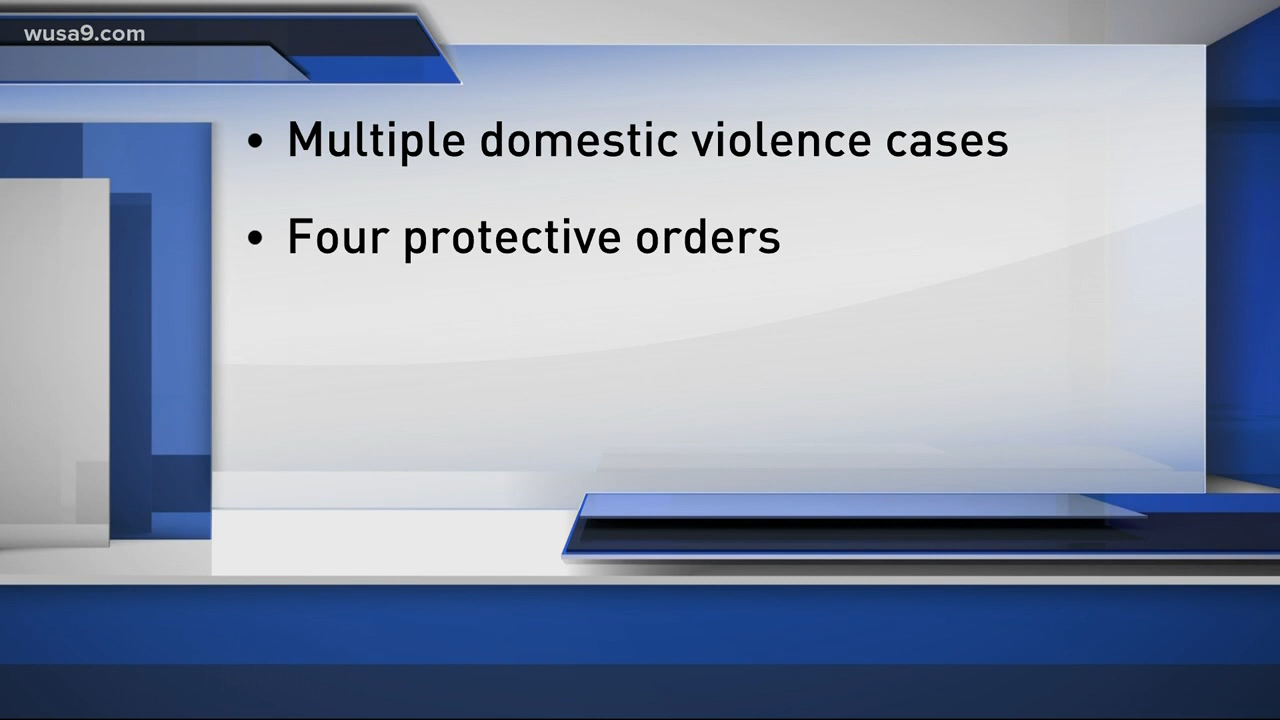 wusa9.com
• Multiple domestic violence cases
• Four protective orders